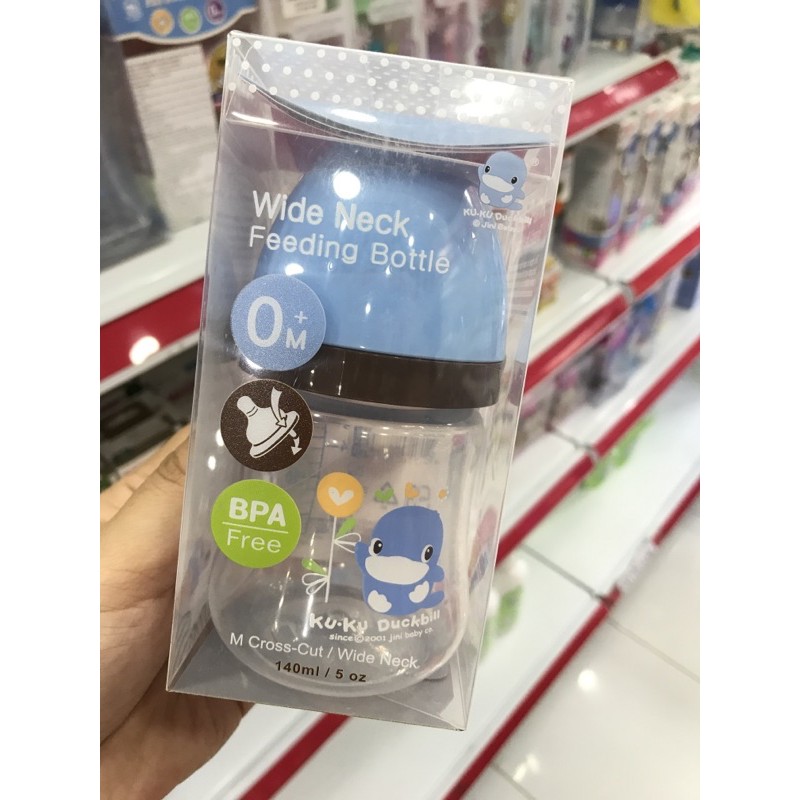 Wide Neck
Feeding Bottle
KU·KU Duckbill
0+
M
BPA
Free
KU·KU Duckbill
since ©2001 jini baby co.
M Cross-Cut / Wide Neck
140ml / 5 oz